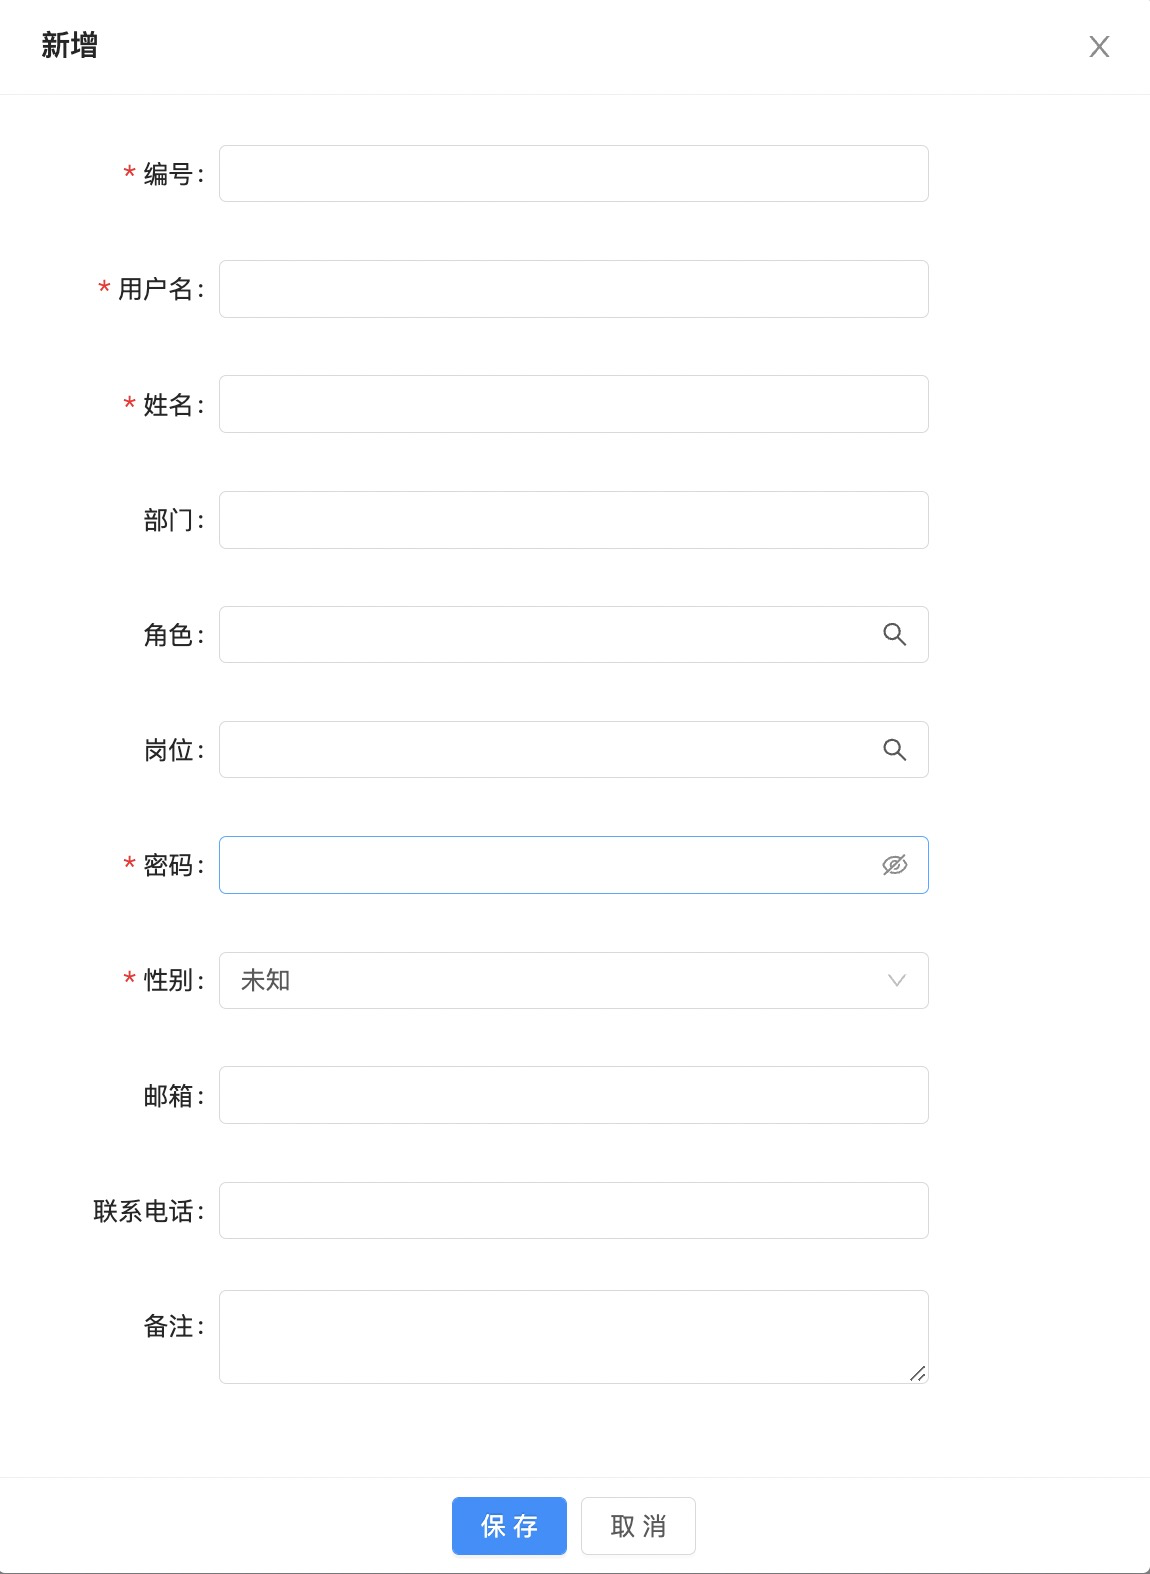 新增
* 编号:
* 用户名:
* 姓名:
部门:
角色:
岗位:
* 密码:
* 性别: 未知
邮箱:
联系电话:
备注:
保 存 取 消